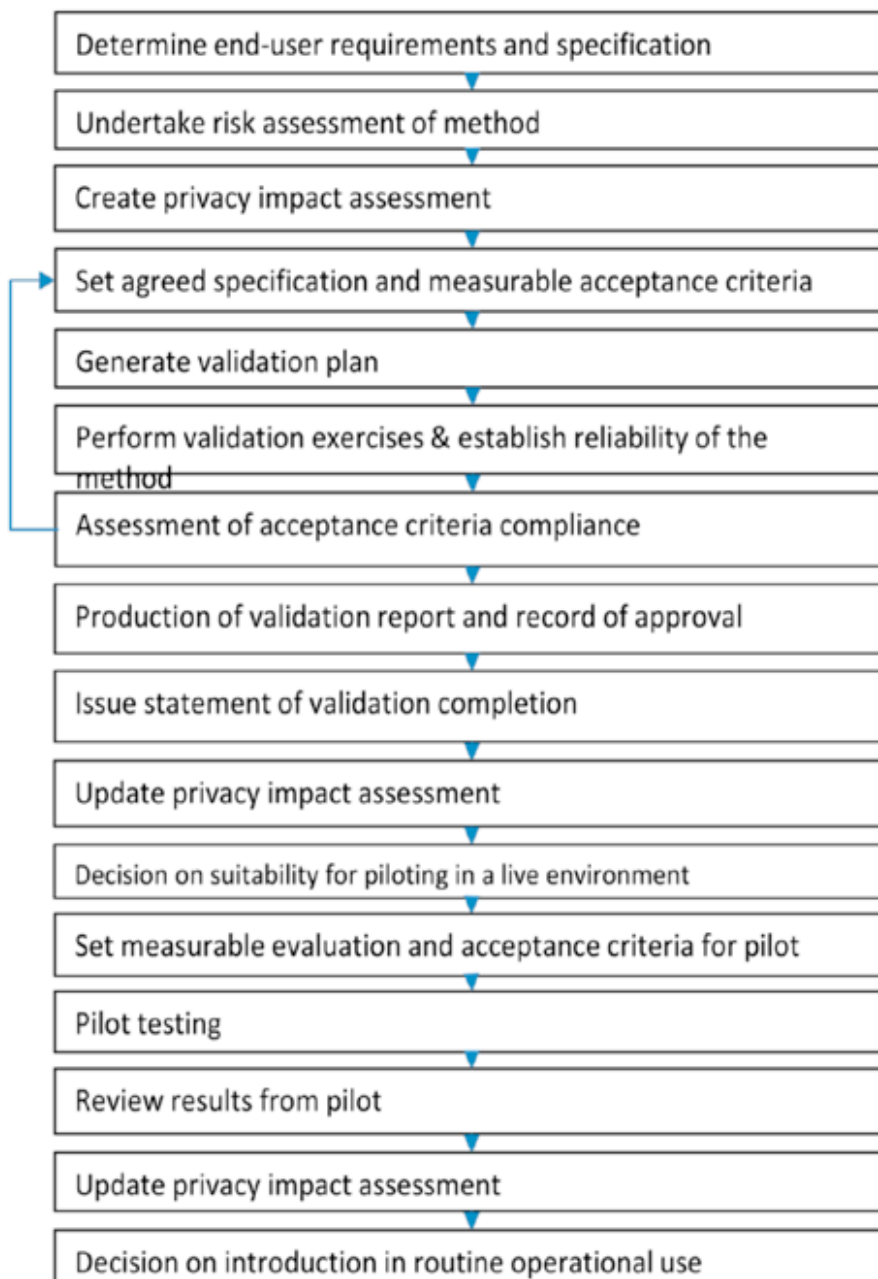 Determine end-user requirements and specification
Undertake risk assessment of method
Create privacy impact assessment
Set agreed specification and measurable acceptance criteria
Generate validation plan
Perform validation exercises & establish reliability of the
method
Assessment of acceptance criteria compliance
Production of validation report and record of approval
Issue statement of validation completion
Update privacy impact assessment
Decision on suitability for piloting in a live environment
Set measurable evaluation and acceptance criteria for pilot
Pilot testing
Review results from pilot
Update privacy impact assessment
Decision on introduction in routine operational use